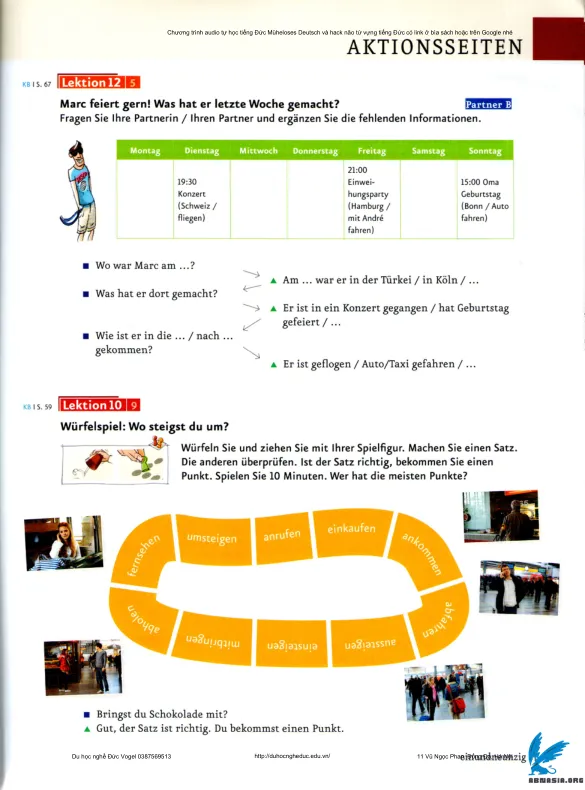 Chương trình audio tự học tiếng Đức Müheloses Deutsch và hack não từ vựng tiếng Đức có link ở bìa sách hoặc trên Google nhé
AKTIONSSEITEN
KB | S. 67 Lektion 12 | 5
Marc feiert gern! Was hat er letzte Woche gemacht? Partner B
Fragen Sie Ihre Partnerin / Ihren Partner und ergänzen Sie die fehlenden Informationen.
Montag Dienstag Mittwoch Donnerstag Freitag Samstag Sonntag
19:30
Konzert
(Schweiz /
fliegen)
21:00
Einwei-
hungsparty
(Hamburg /
mit André
fahren)
15:00 Oma
Geburtstag
(Bonn / Auto
fahren)
■ Wo war Marc am ...?
▲ Am ... war er in der Türkei / in Köln / ...
■ Was hat er dort gemacht?
▲ Er ist in ein Konzert gegangen / hat Geburtstag
gefeiert / ...
■ Wie ist er in die ... / nach ...
gekommen?
▲ Er ist geflogen / Auto/Taxi gefahren / ...
KB | S. 59 Lektion 10 | 9
Würfelspiel: Wo steigst du um?
Würfeln Sie und ziehen Sie mit Ihrer Spielfigur. Machen Sie einen Satz.
Die anderen überprüfen. Ist der Satz richtig, bekommen Sie einen
Punkt. Spielen Sie 10 Minuten. Wer hat die meisten Punkte?
fernsehen
umsteigen
anrufen
einkaufen
ankommen
abfahren
aussteigen
einsteigen
mitbringen
abholen
■ Bringst du Schokolade mit?
▲ Gut, der Satz ist richtig. Du bekommst einen Punkt.
Du học nghề Đức Vogel 0387569513 http://duhocngheduc.edu.vn/ 11 Vũ Ngọc Phan
einundneunzig
ABMASIA.ORG